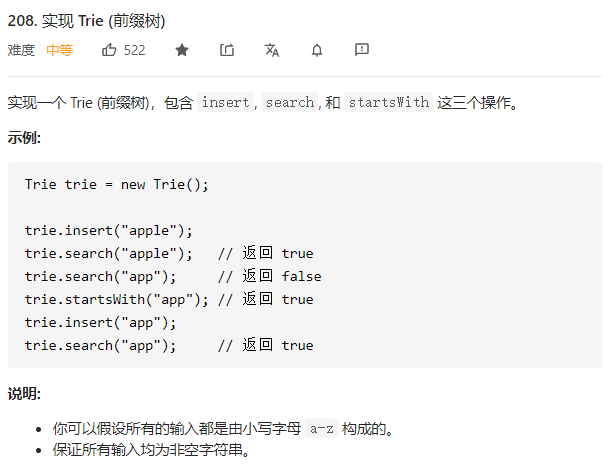 208. 实现 Trie (前缀树)
难度 中等 522
实现一个 Trie (前缀树)，包含 insert, search, 和 startsWith 这三个操作。
示例:
Trie trie = new Trie();
trie.insert("apple");
trie.search("apple");   // 返回 true
trie.search("app");     // 返回 false
trie.startsWith("app"); // 返回 true
trie.insert("app");
trie.search("app");     // 返回 true
说明:
• 你可以假设所有的输入都是由小写字母 a-z 构成的。
• 保证所有输入均为非空字符串。